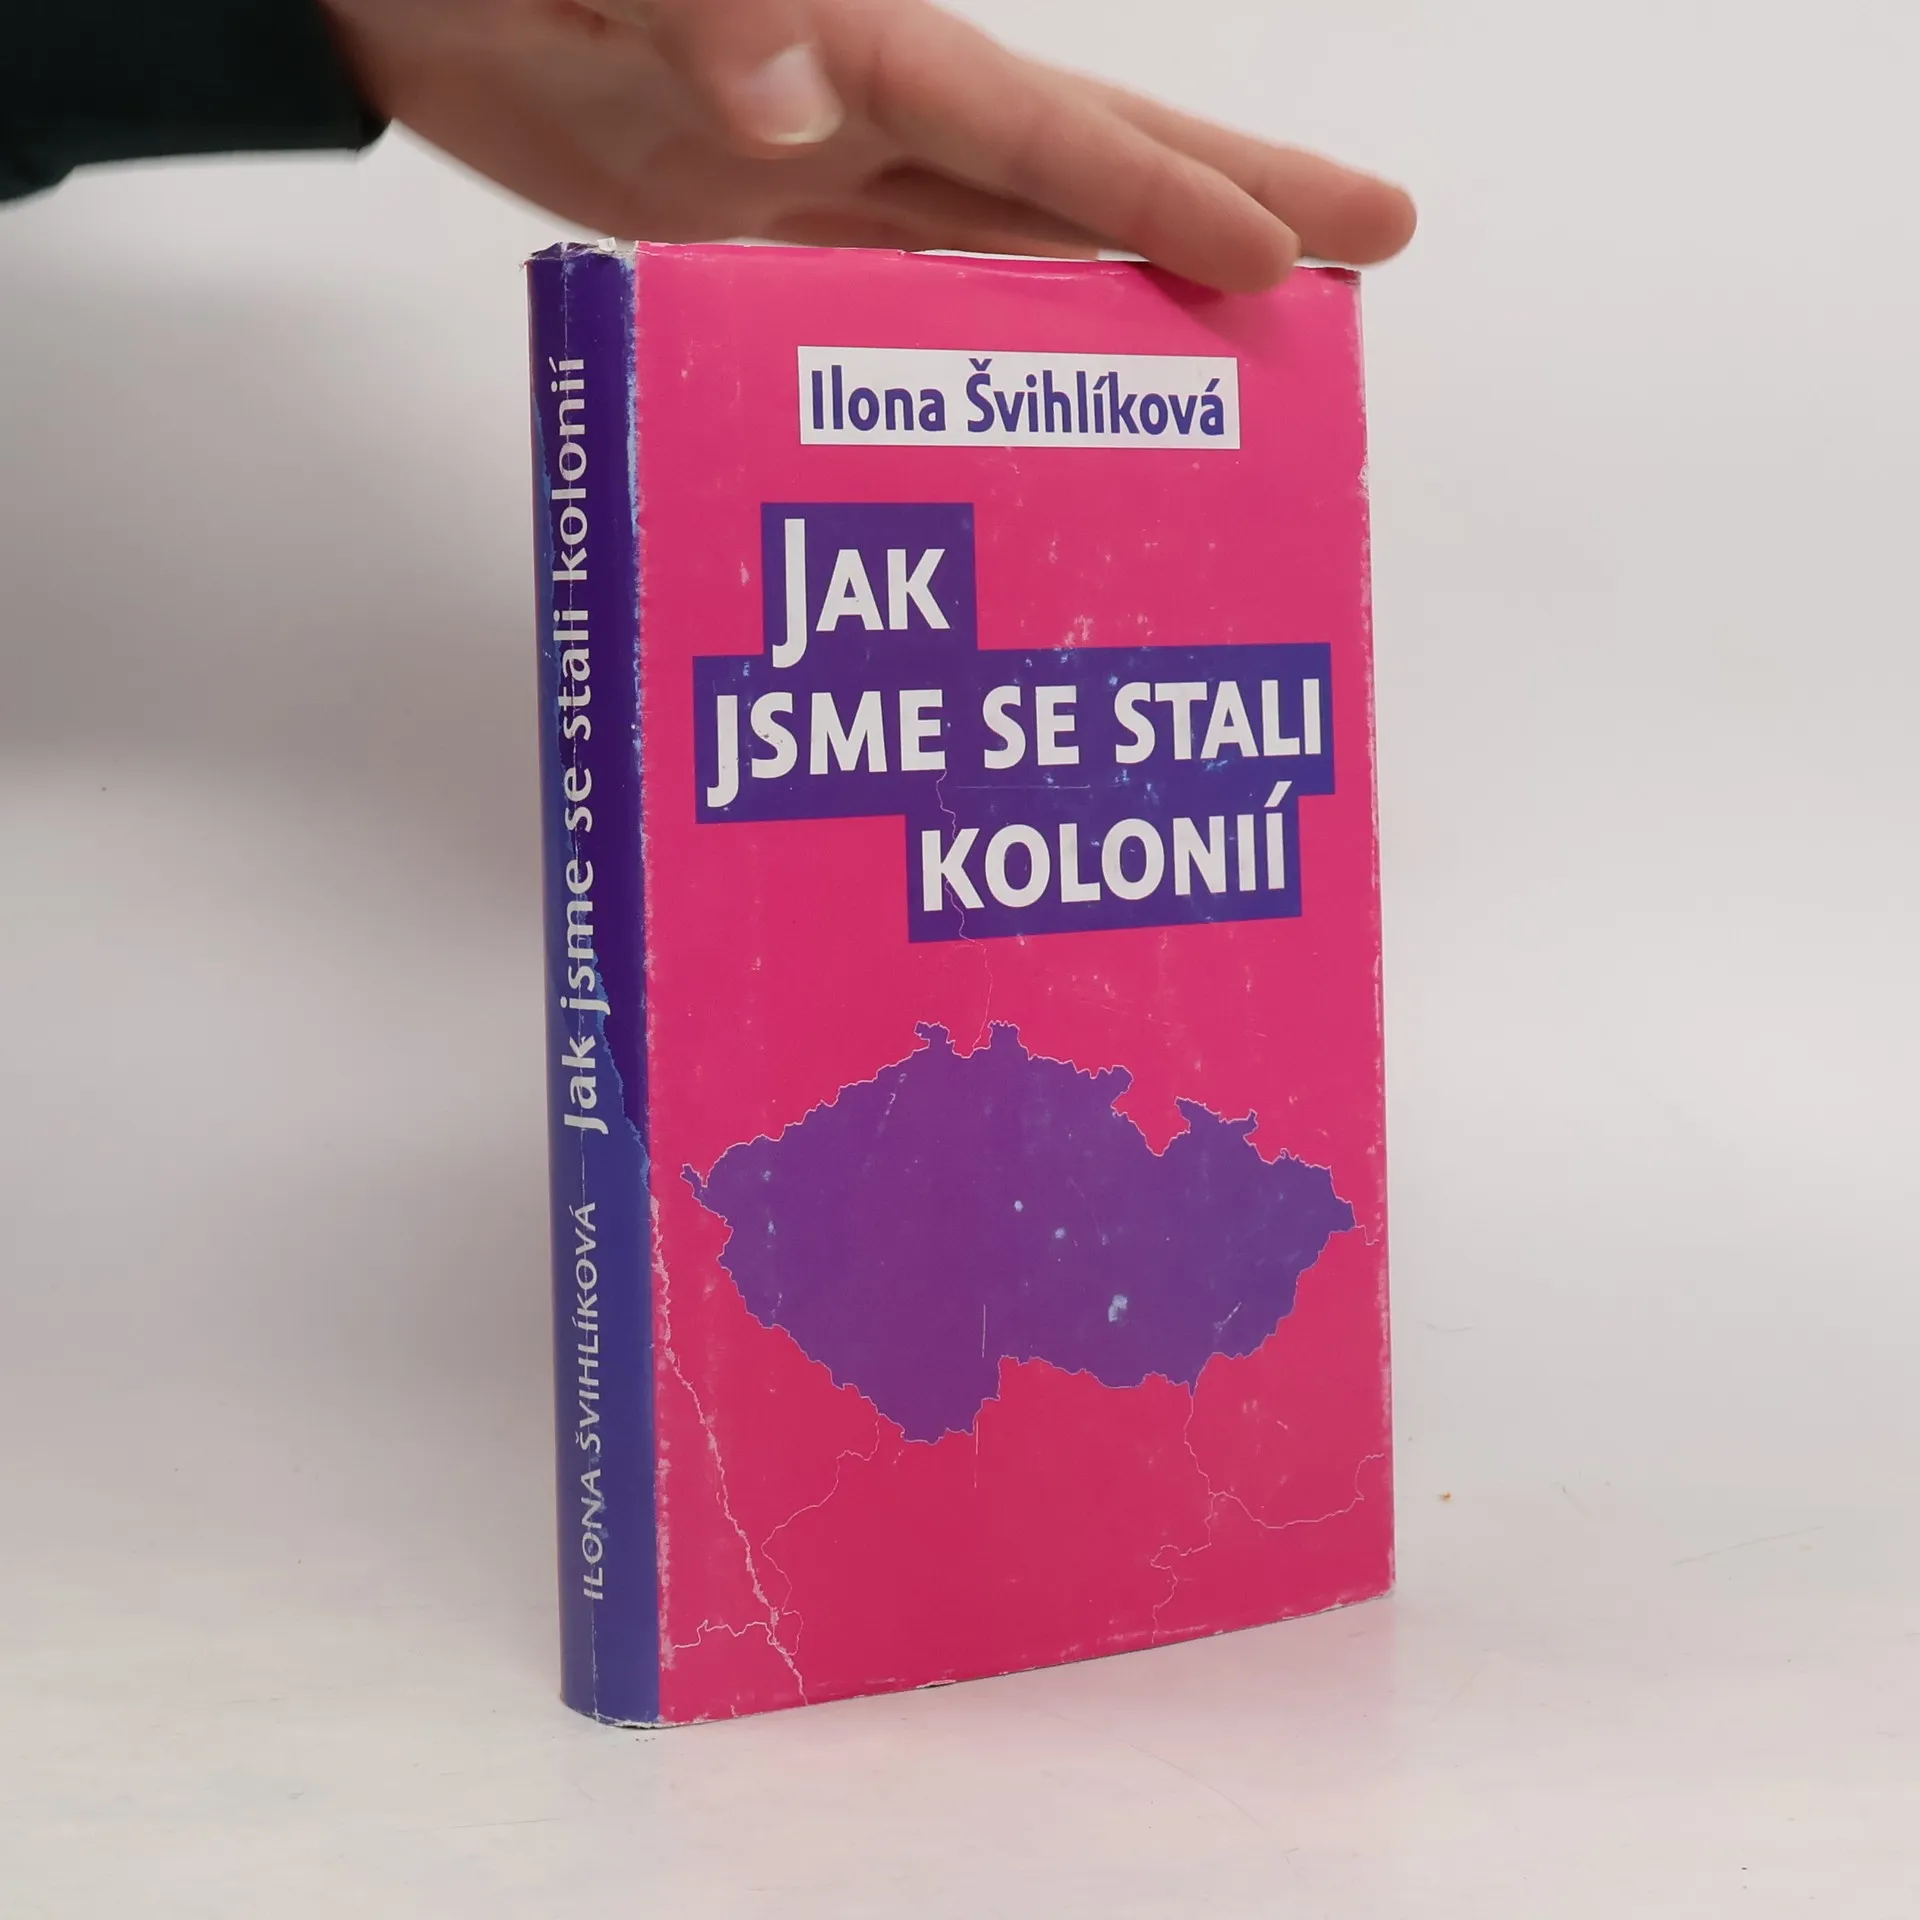 Ilona Švihlíková
JAK
JSME SE STALI
KOLONIÍ
ILONA ŠVIHLÍKOVÁ Jak jsme se stali kolonií